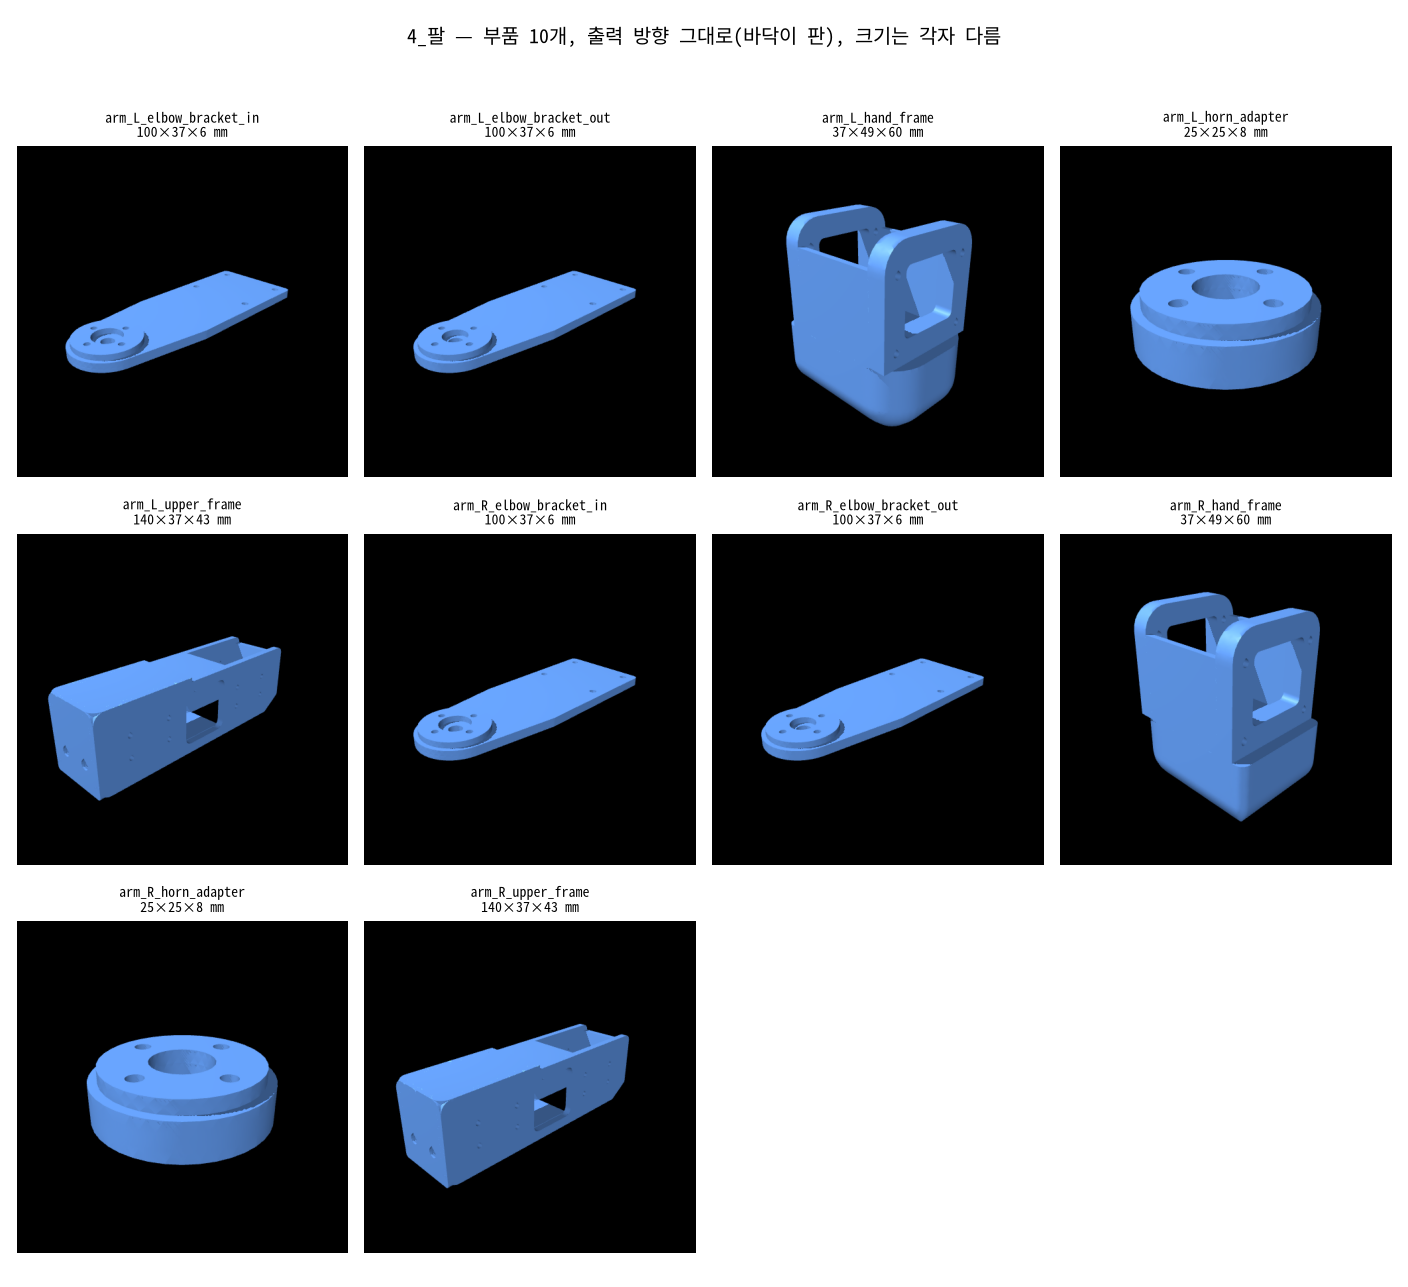 4_팔 — 부품 10개, 출력 방향 그대로(바닥이 판), 크기는 각자 다름
arm_L_elbow_bracket_in
100×37×6 mm
arm_L_elbow_bracket_out
100×37×6 mm
arm_L_hand_frame
37×49×60 mm
arm_L_horn_adapter
25×25×8 mm
arm_L_upper_frame
140×37×43 mm
arm_R_elbow_bracket_in
100×37×6 mm
arm_R_elbow_bracket_out
100×37×6 mm
arm_R_hand_frame
37×49×60 mm
arm_R_horn_adapter
25×25×8 mm
arm_R_upper_frame
140×37×43 mm